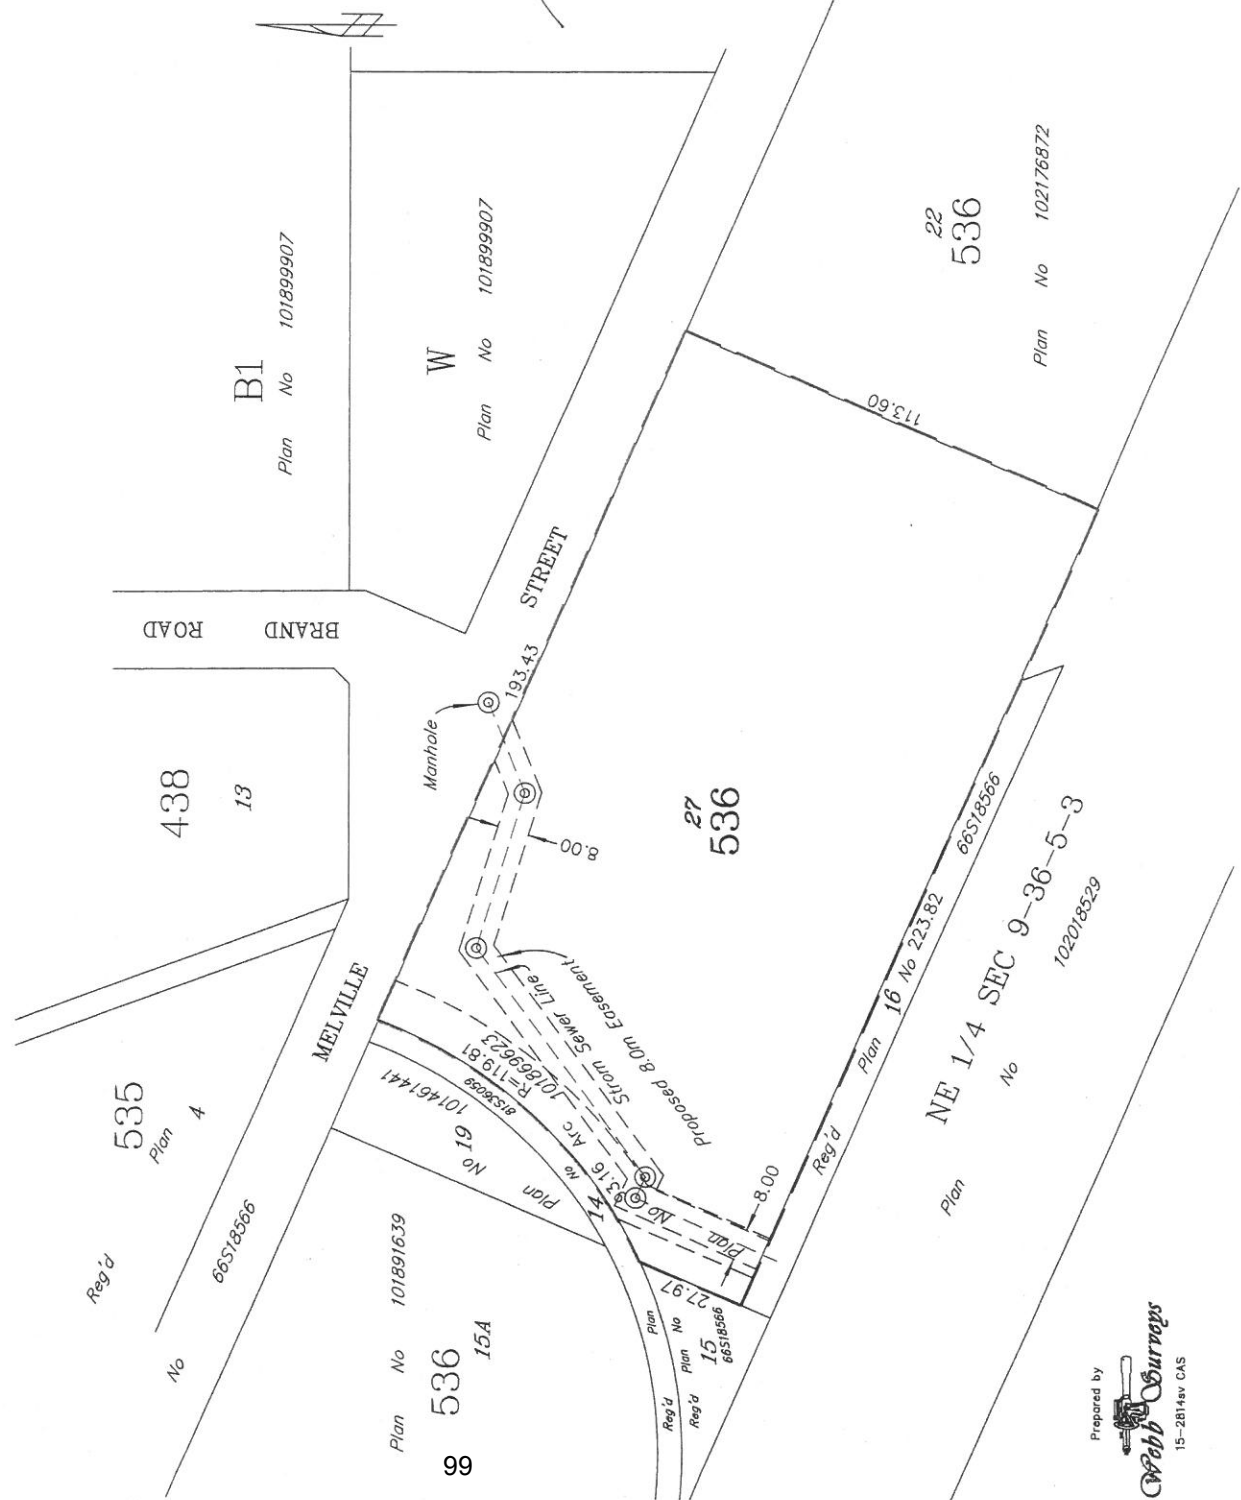 B1
Plan No 101899907
W
Plan No 101899907
22
536
Plan No 102176872
BRAND ROAD
438
13
MELVILLE STREET
Manhole
193.43
113.60
8.00
27
536
535
Plan 4
Reg'd
No 66S18566
Plan No 101891639
536
15A
Plan No 19
101461441
81S36059
R=119.81
101869623
Arc
No
14
Strom Sewer Line
Proposed 8.0m Easement
Plan No
8.00
27.97
Reg'd Plan
Reg'd Plan No
15
66S18566
Reg'd Plan 16 No 223.82 66S18566
NE 1/4 SEC 9-36-5-3
Plan No 102018529
Prepared by
Webb Surveys
15-2814sv CAS
99